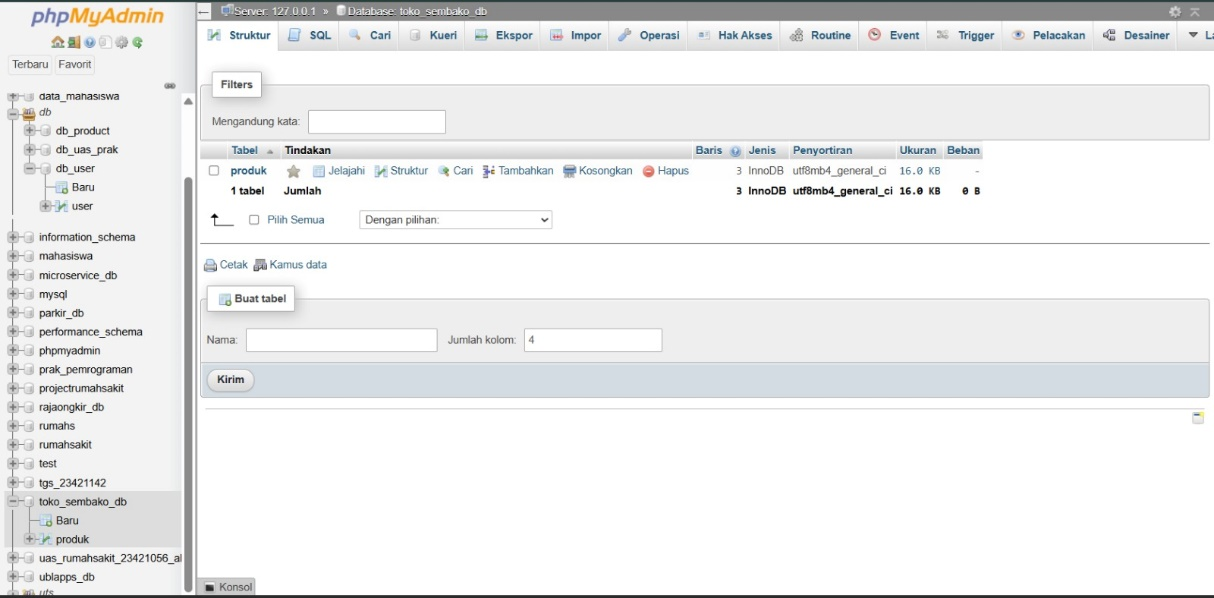 phpMyAdmin
Terbaru Favorit
data_mahasiswa
db
db_product
db_uas_prak
db_user
Baru
user
information_schema
mahasiswa
microservice_db
mysql
parkir_db
performance_schema
phpmyadmin
prak_pemrograman
projectrumahsakit
rajaongkir_db
rumahs
rumahsakit
test
tgs_23421142
toko_sembako_db
Baru
produk
uas_rumahsakit_23421056_al
ublapps_db
uts
Server: 127.0.0.1 » Database: toko_sembako_db
Struktur SQL Cari Kueri Ekspor Impor Operasi Hak Akses Routine Event Trigger Pelacakan Desainer La
Filters
Mengandung kata:
Tabel Tindakan Baris Jenis Penyortiran Ukuran Beban
produk Jelajahi Struktur Cari Tambahkan Kosongkan Hapus 3 InnoDB utf8mb4_general_ci 16.0 KB -
1 tabel Jumlah 3 InnoDB utf8mb4_general_ci 16.0 KB 0 B
Pilih Semua Dengan pilihan:
Cetak Kamus data
Buat tabel
Nama: Jumlah kolom: 4
Kirim
Konsol